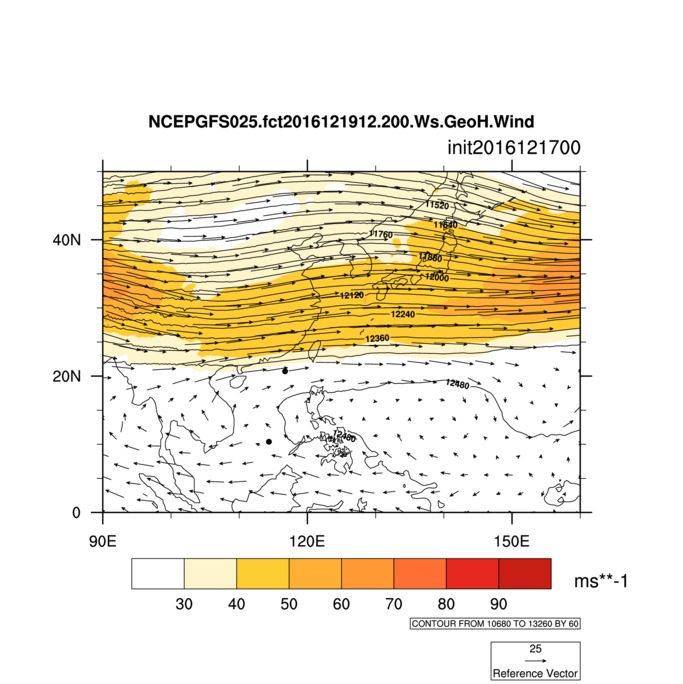 NCEPGFS025.fct2016121912.200.Ws.GeoH.Wind
init2016121700
11520
11640
11760
11880
12000
12120
12240
12360
12480
12480
40N
20N
0
90E 120E 150E
30 40 50 60 70 80 90
ms**-1
CONTOUR FROM 10680 TO 13260 BY 60
25
Reference Vector